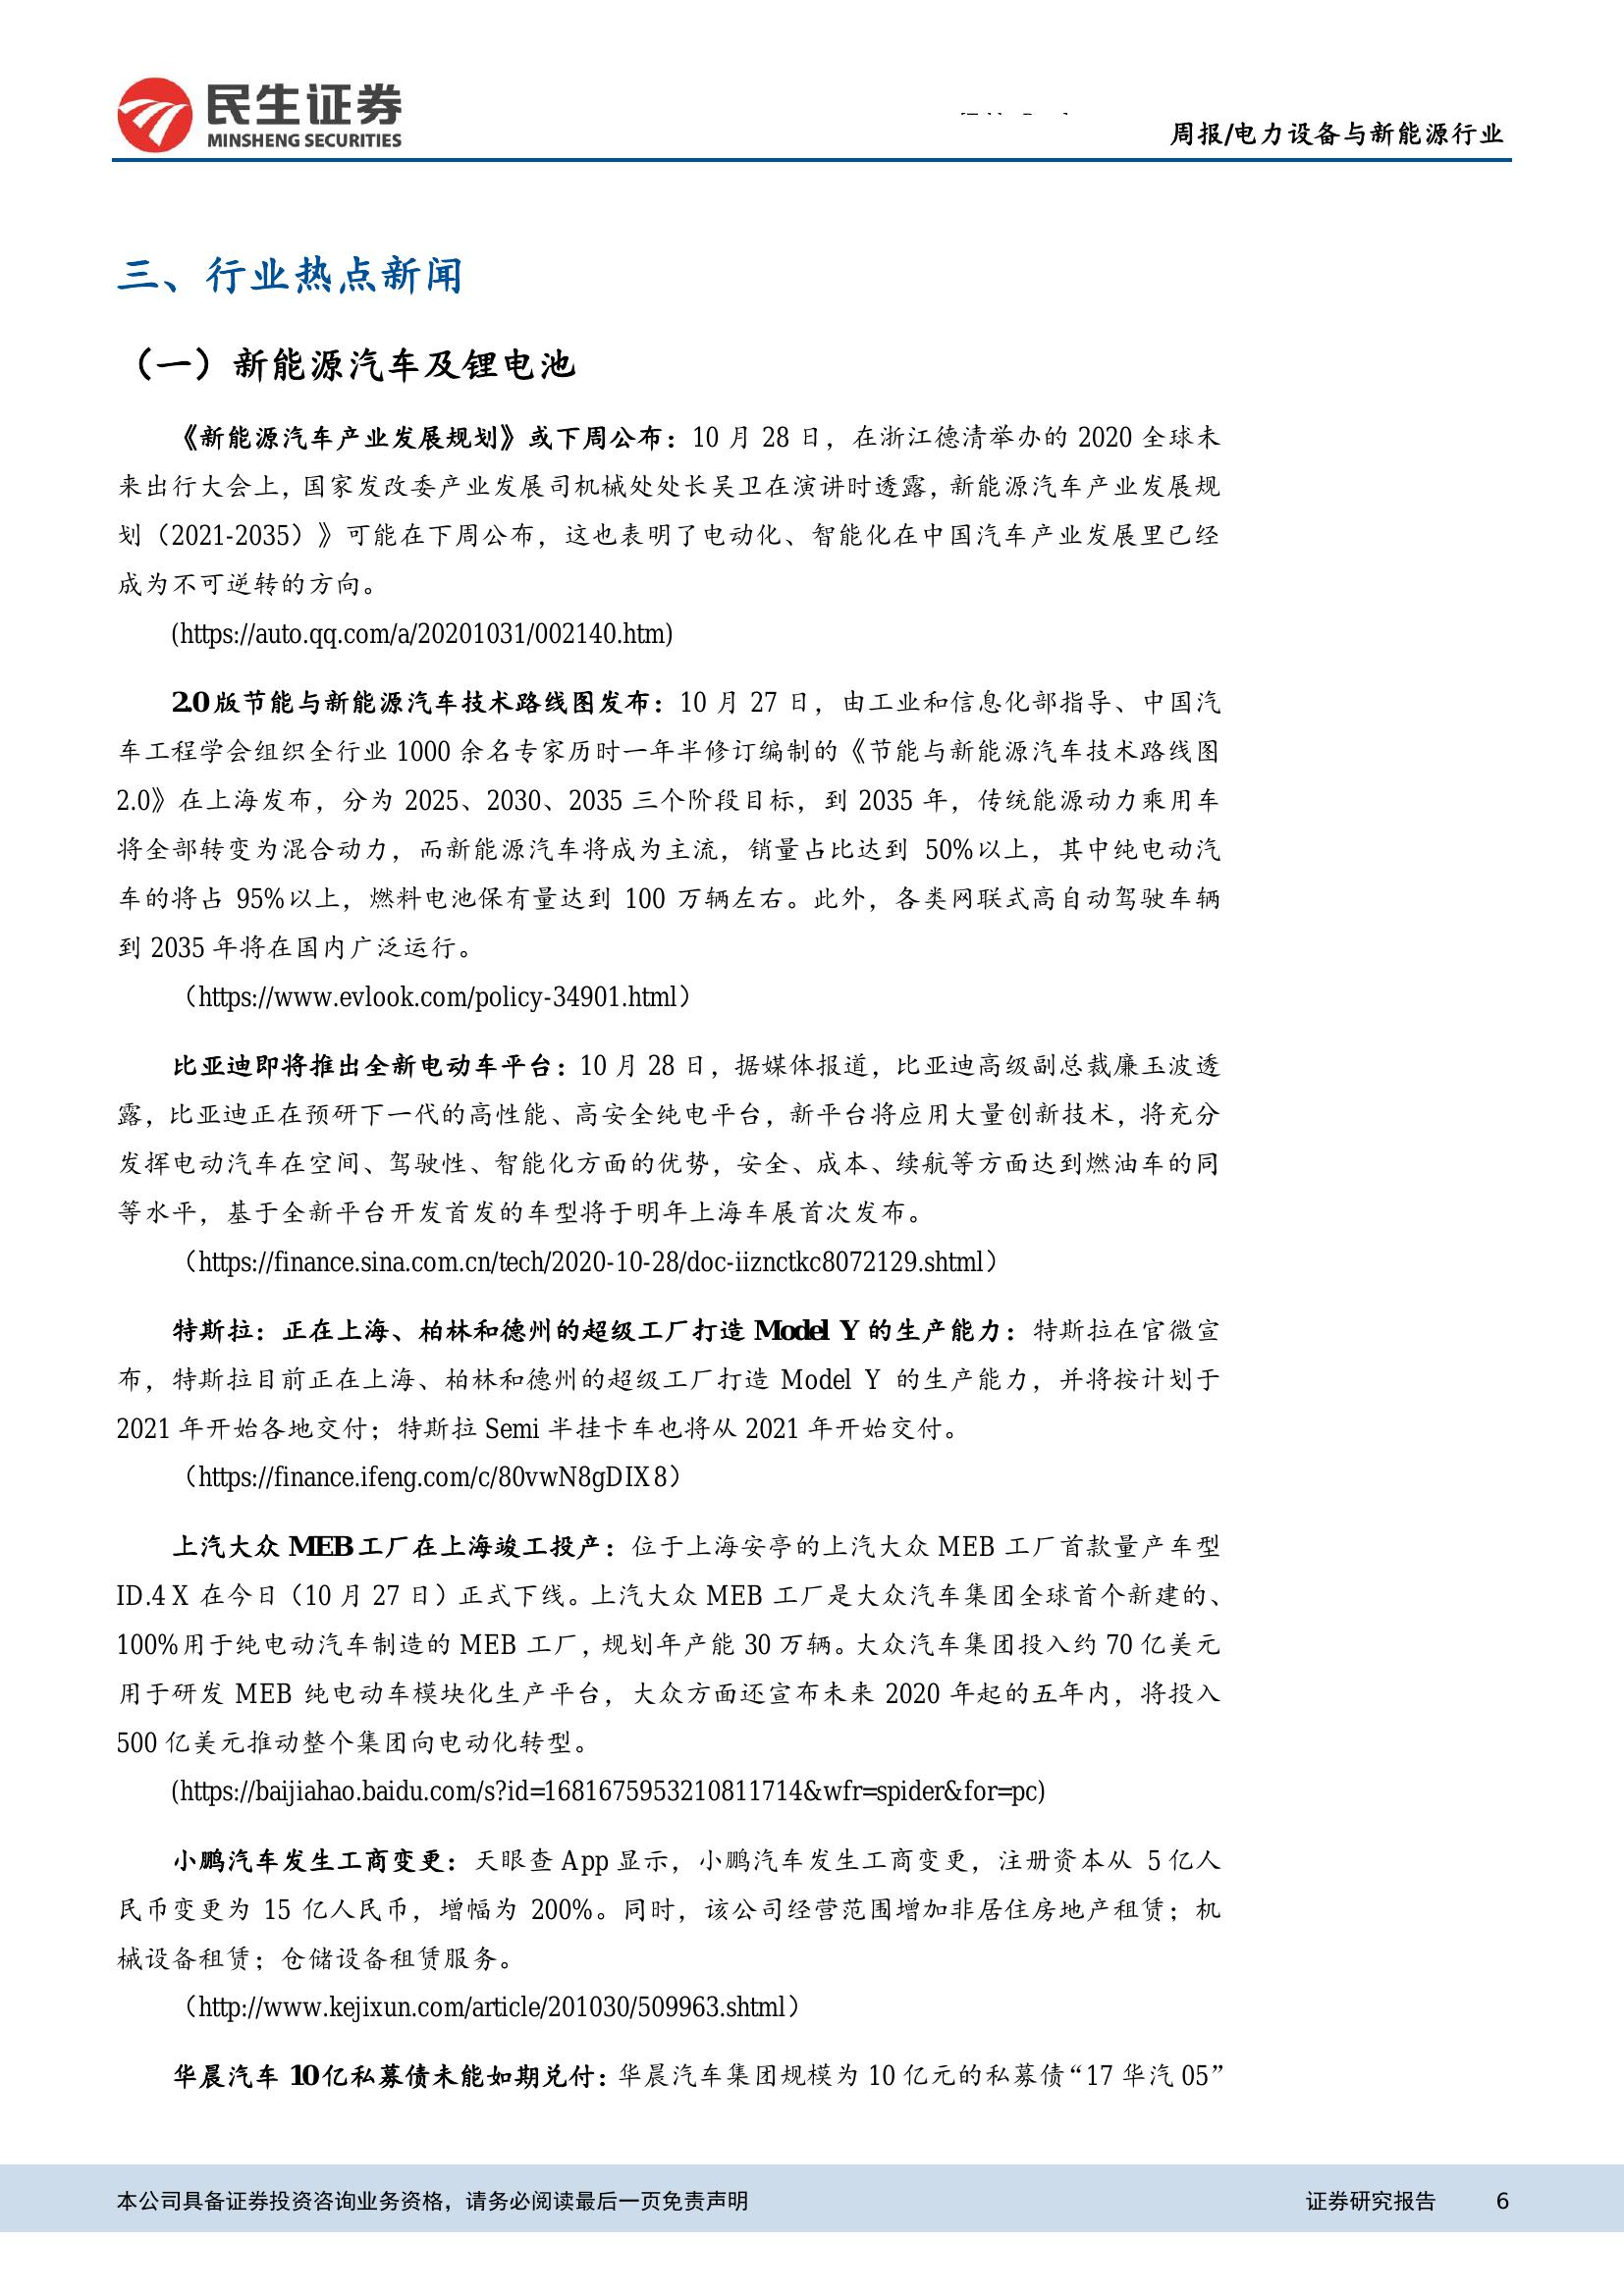 民生证券
MINSHENG SECURITIES
周报/电力设备与新能源行业
三、行业热点新闻
（一）新能源汽车及锂电池
《新能源汽车产业发展规划》或下周公布：10 月 28 日，在浙江德清举办的 2020 全球未
来出行大会上，国家发改委产业发展司机械处处长吴卫在演讲时透露，新能源汽车产业发展规
划（2021-2035）》可能在下周公布，这也表明了电动化、智能化在中国汽车产业发展里已经
成为不可逆转的方向。
(https://auto.qq.com/a/20201031/002140.htm)
2.0 版节能与新能源汽车技术路线图发布：10 月 27 日，由工业和信息化部指导、中国汽
车工程学会组织全行业 1000 余名专家历时一年半修订编制的《节能与新能源汽车技术路线图
2.0》在上海发布，分为 2025、2030、2035 三个阶段目标，到 2035 年，传统能源动力乘用车
将全部转变为混合动力，而新能源汽车将成为主流，销量占比达到 50%以上，其中纯电动汽
车的将占 95%以上，燃料电池保有量达到 100 万辆左右。此外，各类网联式高自动驾驶车辆
到 2035 年将在国内广泛运行。
（https://www.evlook.com/policy-34901.html）
比亚迪即将推出全新电动车平台：10 月 28 日，据媒体报道，比亚迪高级副总裁廉玉波透
露，比亚迪正在预研下一代的高性能、高安全纯电平台，新平台将应用大量创新技术，将充分
发挥电动汽车在空间、驾驶性、智能化方面的优势，安全、成本、续航等方面达到燃油车的同
等水平，基于全新平台开发首发的车型将于明年上海车展首次发布。
（https://finance.sina.com.cn/tech/2020-10-28/doc-iiznctkc8072129.shtml）
特斯拉：正在上海、柏林和德州的超级工厂打造 Model Y 的生产能力：特斯拉在官微宣
布，特斯拉目前正在上海、柏林和德州的超级工厂打造 Model Y 的生产能力，并将按计划于
2021 年开始各地交付；特斯拉 Semi 半挂卡车也将从 2021 年开始交付。
（https://finance.ifeng.com/c/80vwN8gDIX8）
上汽大众 MEB 工厂在上海竣工投产：位于上海安亭的上汽大众 MEB 工厂首款量产车型
ID.4 X 在今日（10 月 27 日）正式下线。上汽大众 MEB 工厂是大众汽车集团全球首个新建的、
100%用于纯电动汽车制造的 MEB 工厂，规划年产能 30 万辆。大众汽车集团投入约 70 亿美元
用于研发 MEB 纯电动车模块化生产平台，大众方面还宣布未来 2020 年起的五年内，将投入
500 亿美元推动整个集团向电动化转型。
(https://baijiahao.baidu.com/s?id=1681675953210811714&wfr=spider&for=pc)
小鹏汽车发生工商变更：天眼查 App 显示，小鹏汽车发生工商变更，注册资本从 5 亿人
民币变更为 15 亿人民币，增幅为 200%。同时，该公司经营范围增加非居住房地产租赁；机
械设备租赁；仓储设备租赁服务。
（http://www.kejixun.com/article/201030/509963.shtml）
华晨汽车 10 亿私募债未能如期兑付：华晨汽车集团规模为 10 亿元的私募债“17 华汽 05”
本公司具备证券投资咨询业务资格，请务必阅读最后一页免责声明 证券研究报告 6